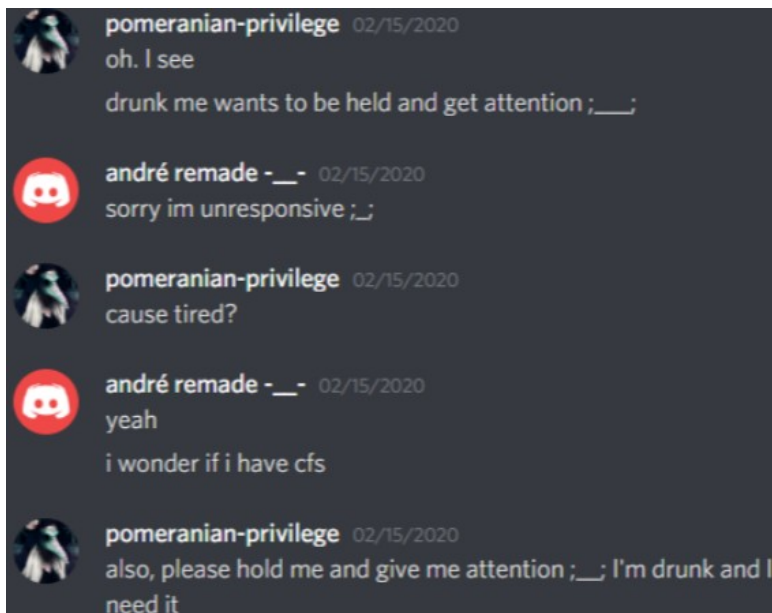 pomeranian-privilege 02/15/2020
oh. I see
drunk me wants to be held and get attention ;___;
andré remade -__- 02/15/2020
sorry im unresponsive ;_;
pomeranian-privilege 02/15/2020
cause tired?
andré remade -__- 02/15/2020
yeah
i wonder if i have cfs
pomeranian-privilege 02/15/2020
also, please hold me and give me attention ;__; I'm drunk and I
need it